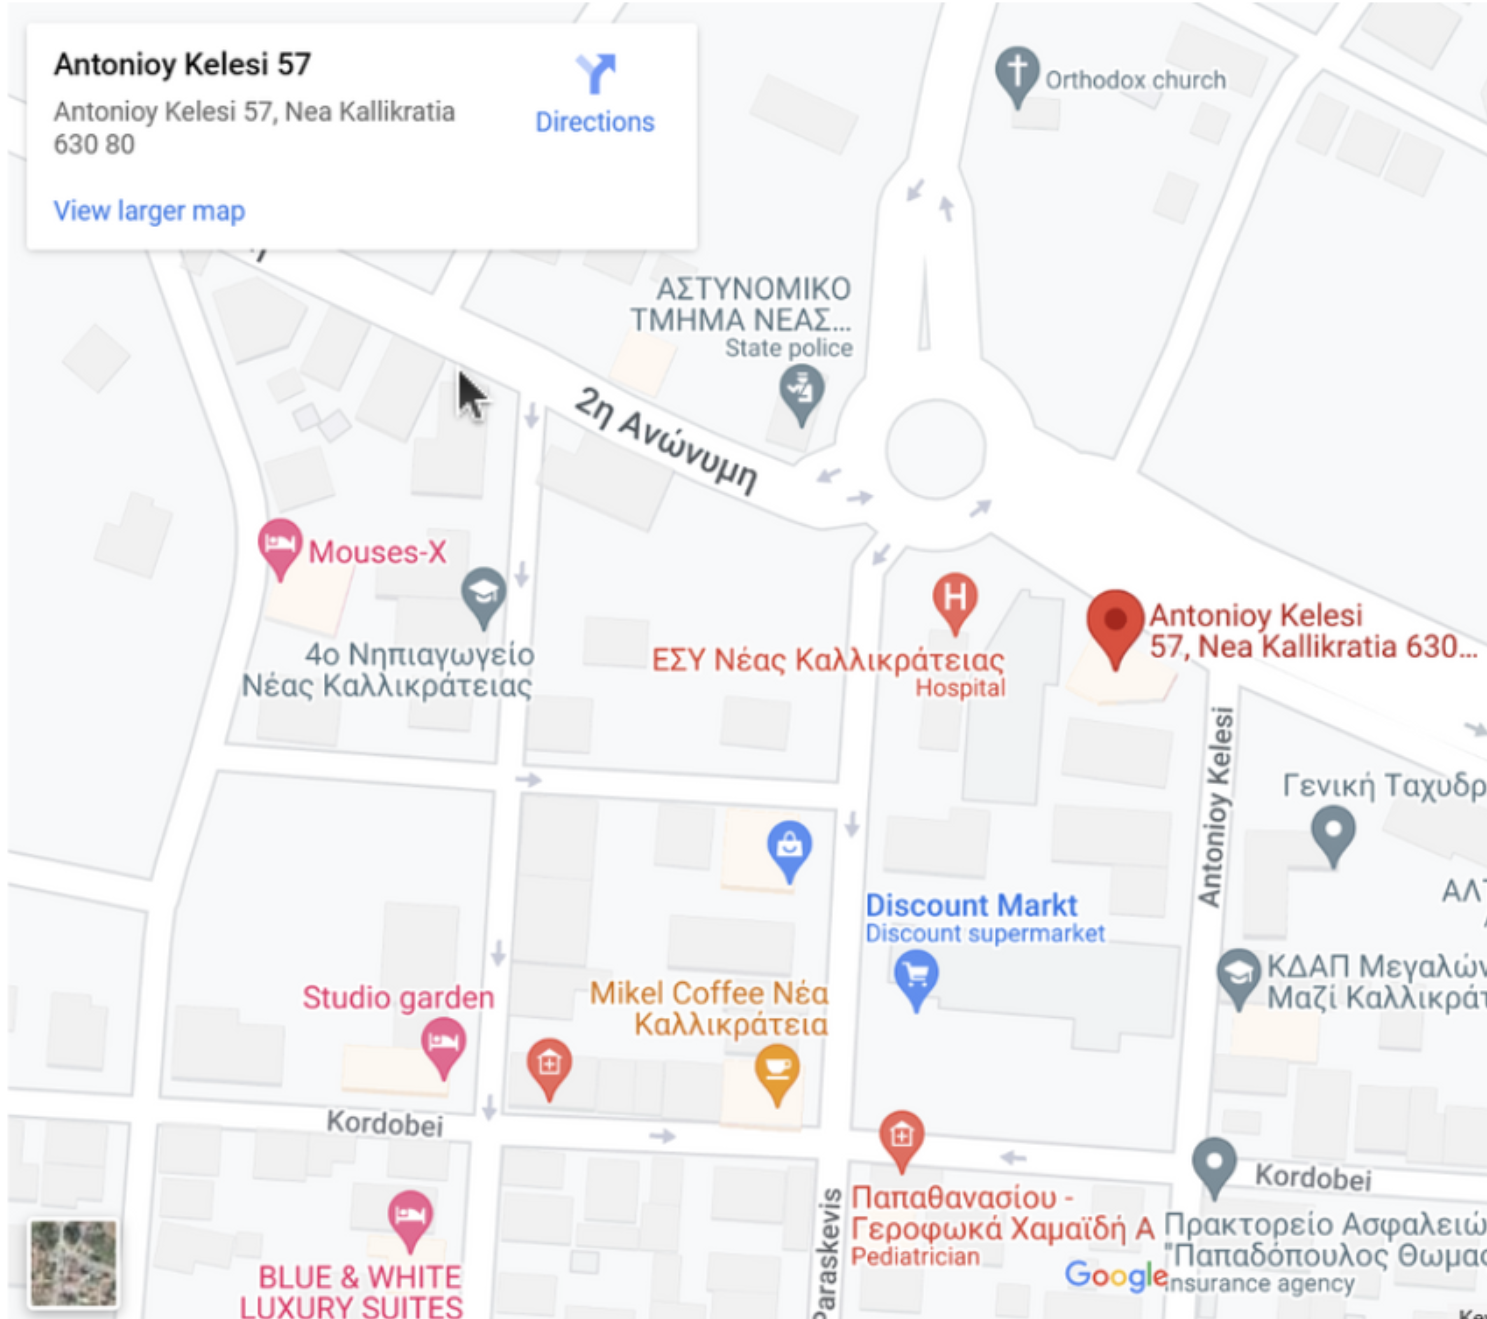 Antonioy Kelesi 57
Antonioy Kelesi 57, Nea Kallikratia
630 80
Directions
View larger map
Orthodox church
ΑΣΤΥΝΟΜΙΚΟ
ΤΜΗΜΑ ΝΕΑΣ...
State police
2η Ανώνυμη
Mouses-X
4ο Νηπιαγωγείο
Νέας Καλλικράτειας
H
ΕΣΥ Νέας Καλλικράτειας
Hospital
Antonioy Kelesi
57, Nea Kallikratia 630...
Antonioy Kelesi
Γενική Ταχυδρ
ΑΛΤ
Discount Markt
Discount supermarket
ΚΔΑΠ Μεγαλών
Μαζί Καλλικράτ
Studio garden
Mikel Coffee Νέα
Καλλικράτεια
Kordobei
Kordobei
Paraskevis
Παπαθανασίου -
Γεροφωκά Χαμαϊδή Α
Pediatrician
Πρακτορείο Ασφαλειώ
"Παπαδόπουλος Θωμας
Insurance agency
BLUE & WHITE
LUXURY SUITES
Google